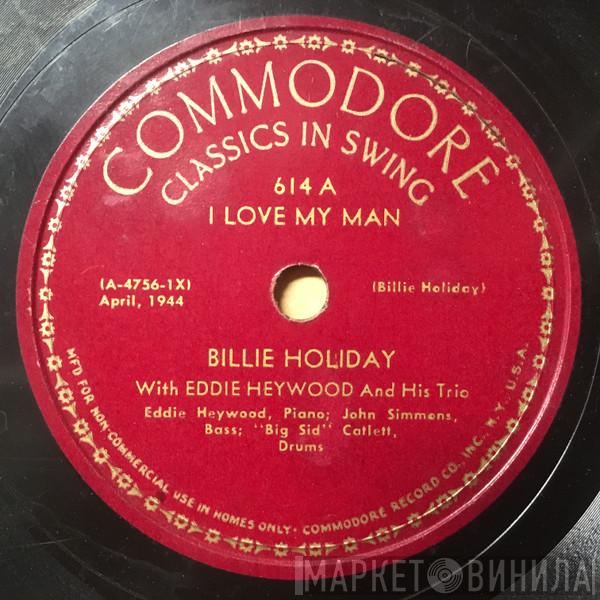 COMMODORE
CLASSICS IN SWING
614 A
I LOVE MY MAN
(A-4756-1X)
April, 1944
(Billie Holiday)
BILLIE HOLIDAY
With EDDIE HEYWOOD And His Trio
Eddie Heywood, Piano; John Simmons,
Bass; "Big Sid" Catlett,
Drums
MFD FOR NON-COMMERCIAL USE IN HOMES ONLY · COMMODORE RECORD CO., INC., N.Y., U.S.A.
МАРКЕТ ВИНИЛА